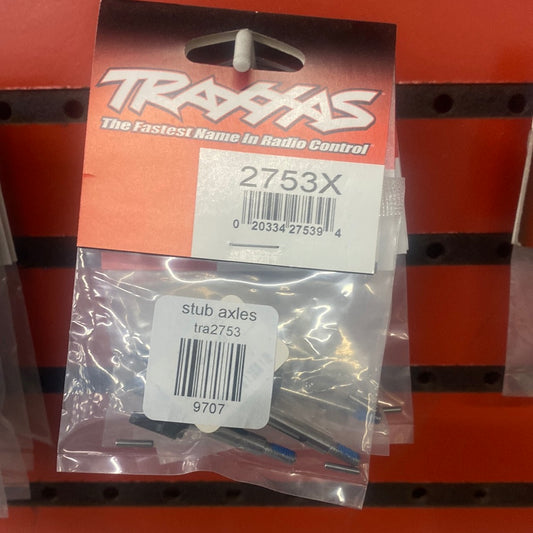 TRAXXAS
The Fastest Name in Radio Control
2753X
0 20334 27539 4
stub axles
tra2753
9707